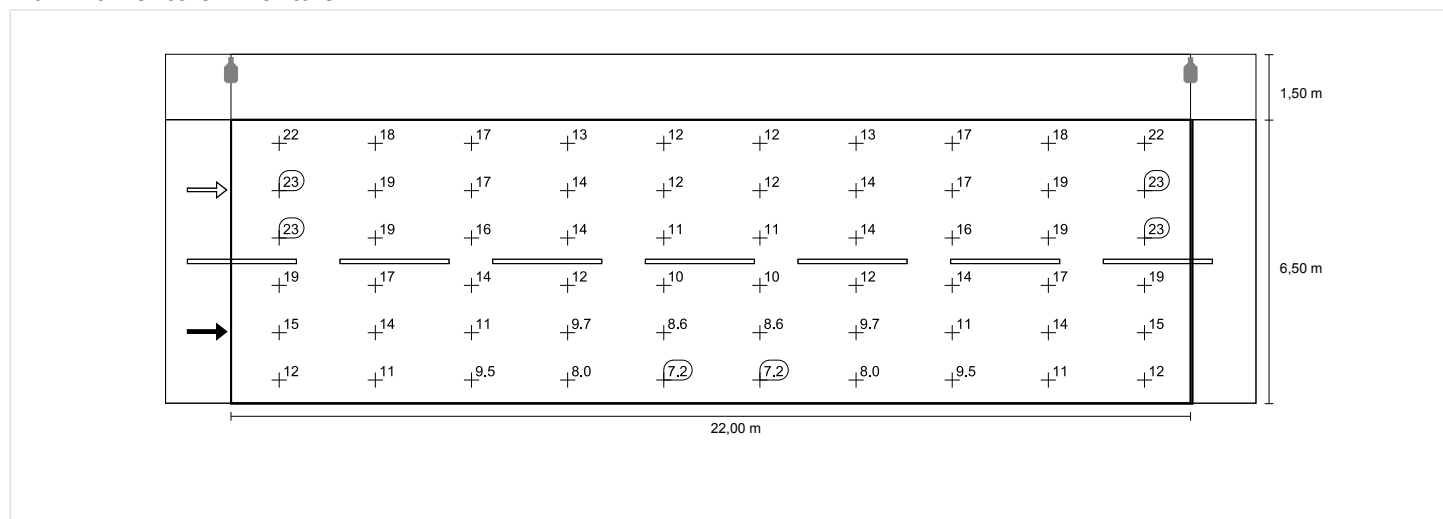 1,50 m
22 18 17 13 12 12 13 17 18 22
23 19 17 14 12 12 14 17 19 23
23 19 16 14 11 11 14 16 19 23
6,50 m
19 17 14 12 10 10 12 14 17 19
15 14 11 9.7 8.6 8.6 9.7 11 14 15
12 11 9.5 8.0 7.2 7.2 8.0 9.5 11 12
22,00 m